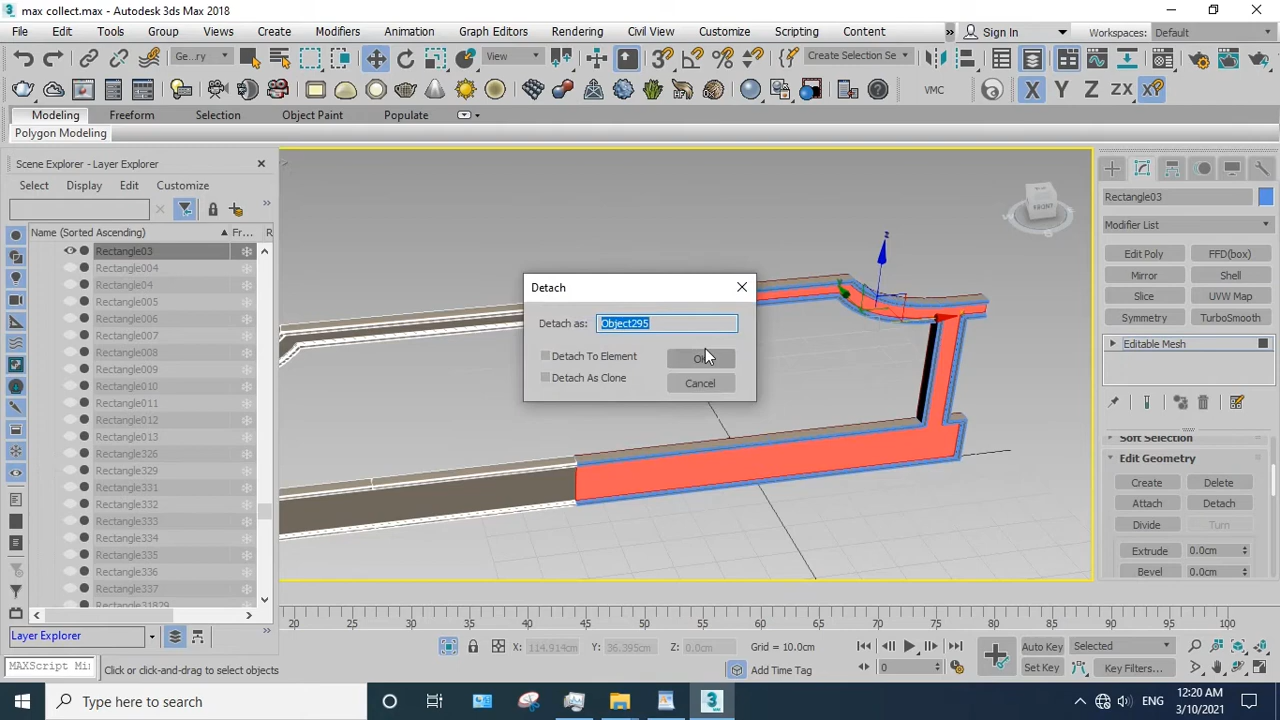 max collect.max - Autodesk 3ds Max 2018
File Edit Tools Group Views Create Modifiers Animation Graph Editors Rendering Civil View Customize Scripting Content » Sign In Workspaces: Default
Ge...ry View Create Selection Se
VMC X Y Z ZX XY
Modeling Freeform Selection Object Paint Populate
Polygon Modeling
Scene Explorer - Layer Explorer
Select Display Edit Customize
Name (Sorted Ascending) Fr... R
Rectangle03
Rectangle004
Rectangle04
Rectangle005
Rectangle006
Rectangle007
Rectangle008
Rectangle009
Rectangle010
Rectangle011
Rectangle012
Rectangle013
Rectangle326
Rectangle329
Rectangle331
Rectangle332
Rectangle333
Rectangle334
Rectangle335
Rectangle336
Rectangle337
Rectangle31829
Layer Explorer
z
FRONT
Detach
Detach as: Object295
Detach To Element
Detach As Clone Cancel
Rectangle03
Modifier List
Edit Poly FFD(box)
Mirror Shell
Slice UVW Map
Symmetry TurboSmooth
Editable Mesh
Soft Selection
Edit Geometry
Create Delete
Attach Detach
Divide Turn
Extrude 0.0cm
Bevel 0.0cm
20 25 30 35 40 45 50 55 60 65 70 75 80 85 90 95 100
X: 114.914cm Y: 36.395cm Z: 0.0cm Grid = 10.0cm
Add Time Tag
0
Auto Key Selected
Set Key Key Filters...
MAXScript Mi Click or click-and-drag to select objects
Type here to search
ENG
12:20 AM
3/10/2021